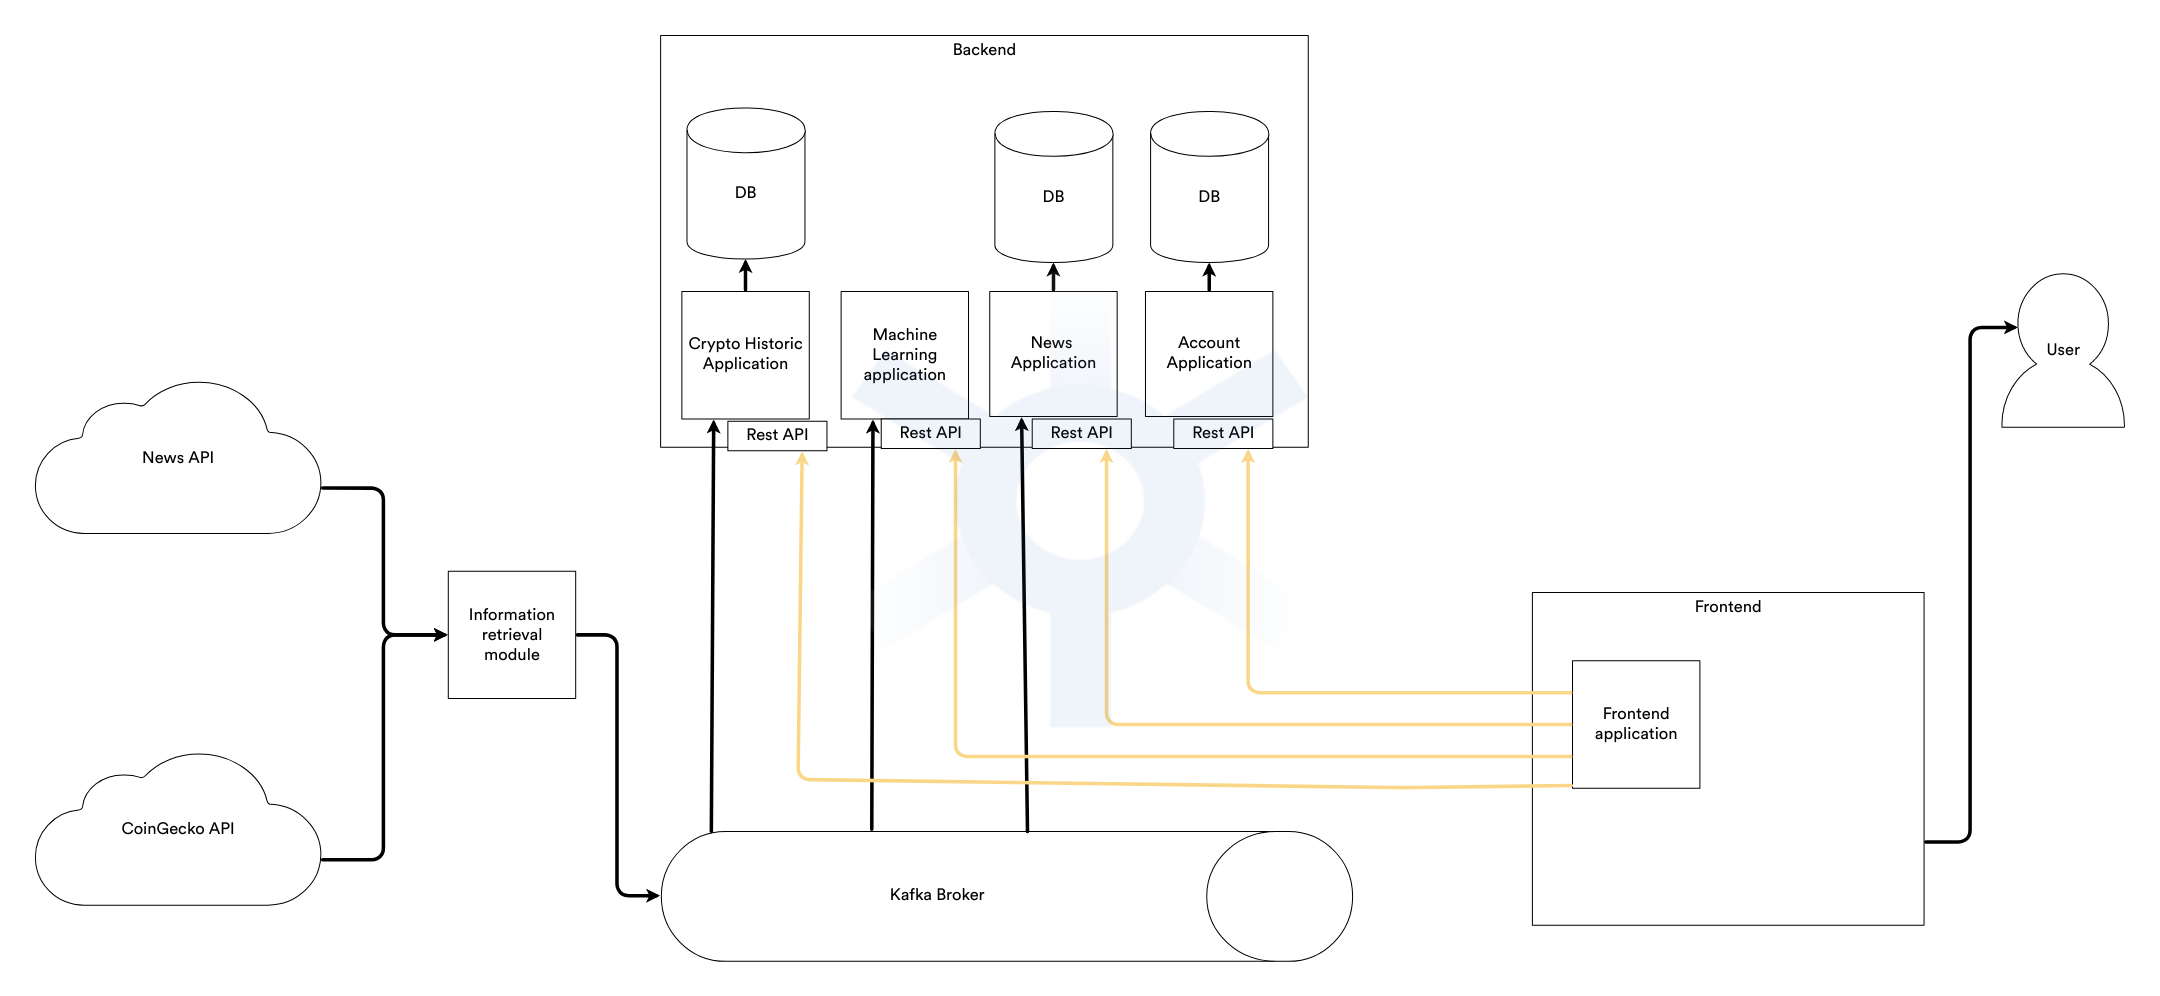 Backend
DB
DB
DB
Crypto Historic
Application
Machine
Learning
application
News
Application
Account
Application
Rest API
Rest API
Rest API
Rest API
News API
Information
retrieval
module
CoinGecko API
Kafka Broker
Frontend
Frontend
application
User